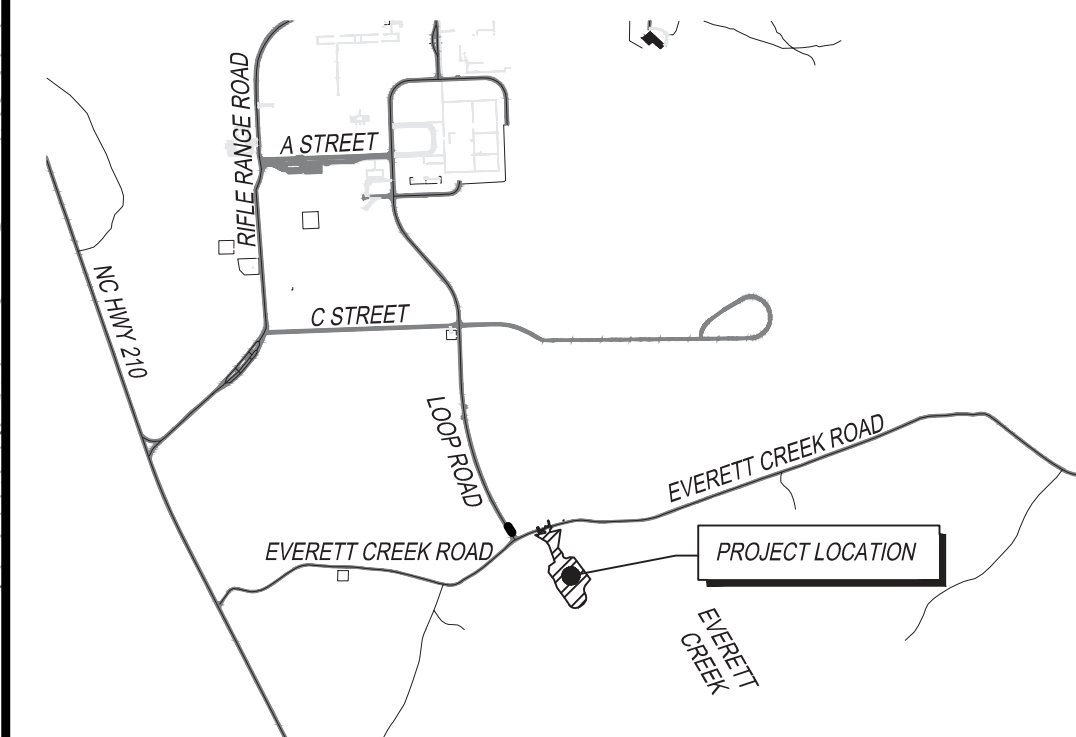 RIFLE RANGE ROAD
A STREET
NC HWY 210
C STREET
LOOP ROAD
EVERETT CREEK ROAD
EVERETT CREEK ROAD
PROJECT LOCATION
EVERETT
CREEK